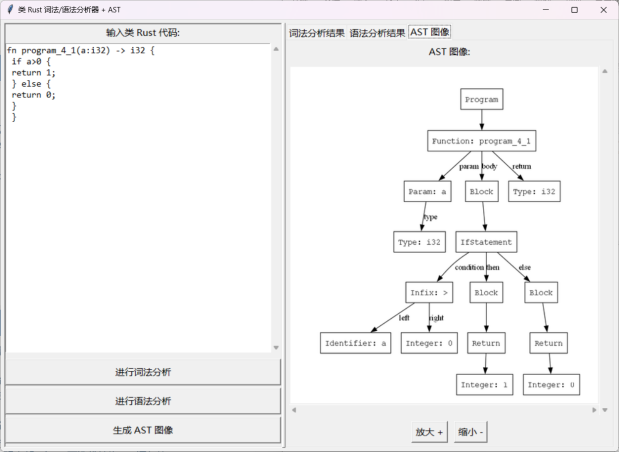 类 Rust 词法/语法分析器 + AST
输入类 Rust 代码:
fn program_4_1(a:i32) -> i32 {
if a>0 {
return 1;
} else {
return 0;
}
}
进行词法分析
进行语法分析
生成 AST 图像
词法分析结果 语法分析结果 AST 图像
AST 图像:
Program
Function: program_4_1
param body return
Param: a Block Type: i32
type
Type: i32 IfStatement
condition then else
Infix: > Block Block
left right
Identifier: a Integer: 0 Return Return
Integer: 1 Integer: 0
放大 + 缩小 -